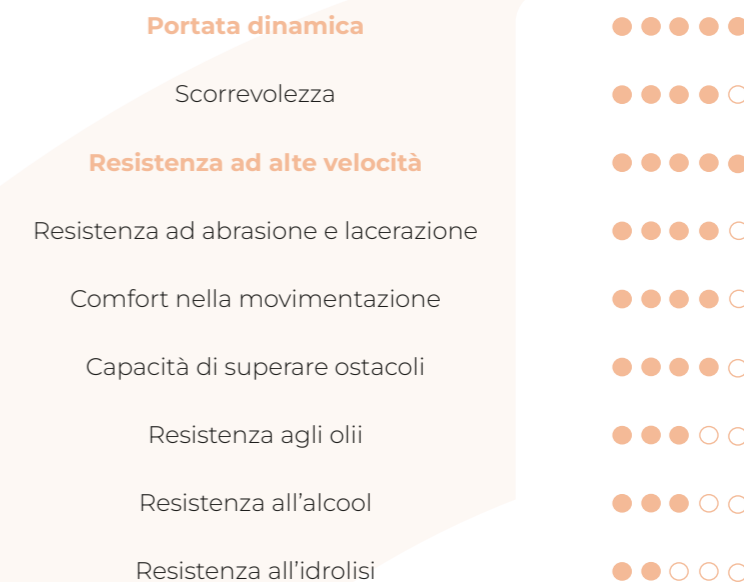 Portata dinamica
Scorrevolezza
Resistenza ad alte velocità
Resistenza ad abrasione e lacerazione
Comfort nella movimentazione
Capacità di superare ostacoli
Resistenza agli olii
Resistenza all’alcool
Resistenza all’idrolisi